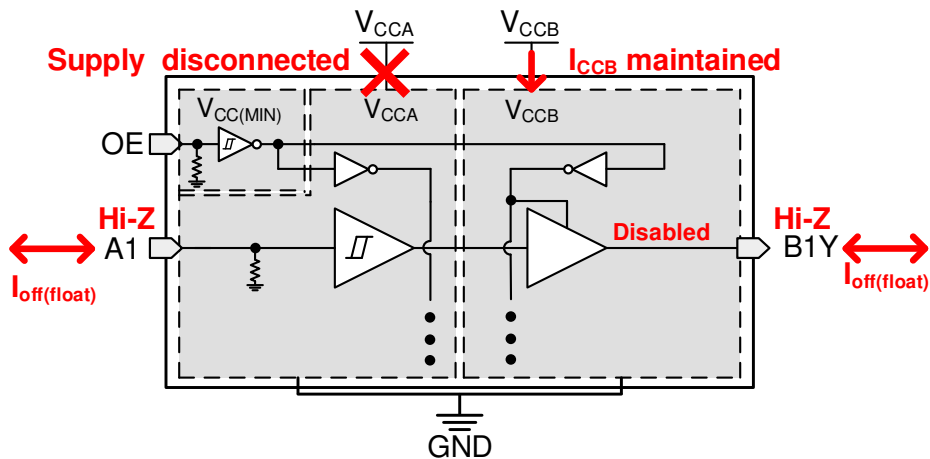 VCCA VCCB
Supply disconnected ICCB maintained
VCC(MIN) VCCA VCCB
OE
Hi-Z Hi-Z
A1 Disabled B1Y
Ioff(float) Ioff(float)
GND